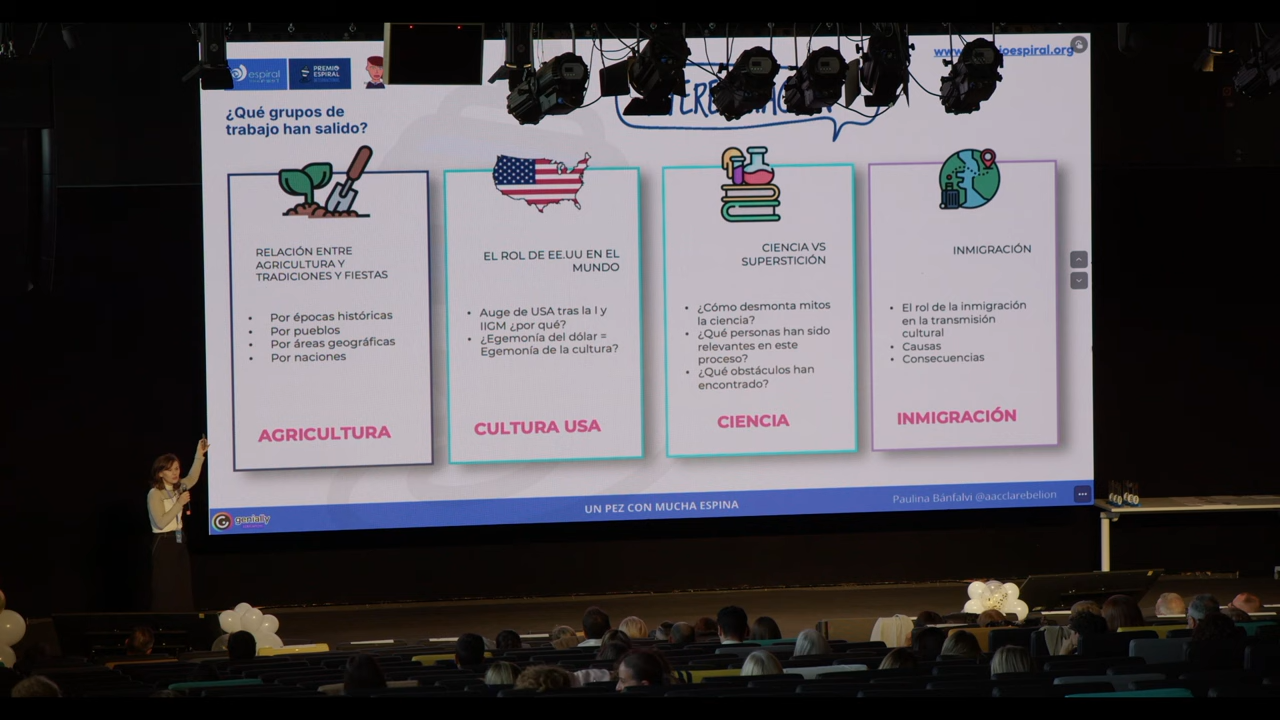 espiral
PREMIO
ESPIRAL
¿Qué grupos de
trabajo han salido?
RELACIÓN ENTRE
AGRICULTURA Y
TRADICIONES Y FIESTAS
Por épocas históricas
Por pueblos
Por áreas geográficas
Por naciones
AGRICULTURA
EL ROL DE EE.UU EN EL
MUNDO
Auge de USA tras la I y
IIGM ¿por qué?
¿Egemonía del dólar =
Egemonía de la cultura?
CULTURA USA
CIENCIA VS
SUPERSTICIÓN
¿Cómo desmonta mitos
la ciencia?
¿Qué personas han sido
relevantes en este
proceso?
¿Qué obstáculos han
encontrado?
CIENCIA
INMIGRACIÓN
El rol de la inmigración
en la transmisión
cultural
Causas
Consecuencias
INMIGRACIÓN
genially
UN PEZ CON MUCHA ESPINA
Paulina Bánfalvi @aacclarebelion